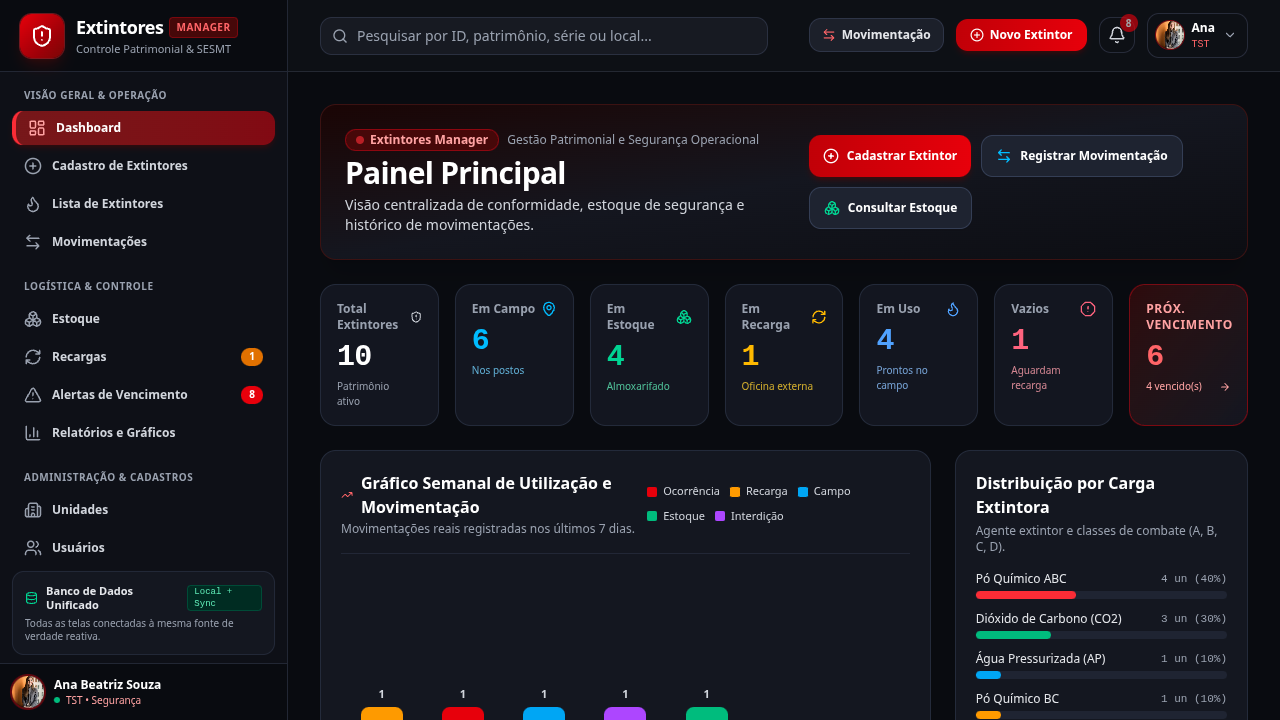 Extintores MANAGER
Controle Patrimonial & SESMT
VISÃO GERAL & OPERAÇÃO
Dashboard
Cadastro de Extintores
Lista de Extintores
Movimentações
LOGÍSTICA & CONTROLE
Estoque
Recargas 1
Alertas de Vencimento 8
Relatórios e Gráficos
ADMINISTRAÇÃO & CADASTROS
Unidades
Usuários
Banco de Dados
Unificado
Local +
Sync
Todas as telas conectadas à mesma fonte de
verdade reativa.
Ana Beatriz Souza
TST • Segurança
Pesquisar por ID, patrimônio, série ou local...
Movimentação
Novo Extintor
8
Ana
TST
Extintores Manager
Gestão Patrimonial e Segurança Operacional
Painel Principal
Visão centralizada de conformidade, estoque de segurança e
histórico de movimentações.
Cadastrar Extintor
Registrar Movimentação
Consultar Estoque
Total
Extintores
10
Patrimônio
ativo
Em Campo
6
Nos postos
Em
Estoque
4
Almoxarifado
Em
Recarga
1
Oficina externa
Em Uso
4
Prontos no
campo
Vazios
1
Aguardam
recarga
PRÓX.
VENCIMENTO
6
4 vencido(s)
Gráfico Semanal de Utilização e
Movimentação
Movimentações reais registradas nos últimos 7 dias.
Ocorrência Recarga Campo
Estoque Interdição
1 1 1 1 1
Distribuição por Carga
Extintora
Agente extintor e classes de combate (A, B,
C, D).
Pó Químico ABC 4 un (40%)
Dióxido de Carbono (CO2) 3 un (30%)
Água Pressurizada (AP) 1 un (10%)
Pó Químico BC 1 un (10%)